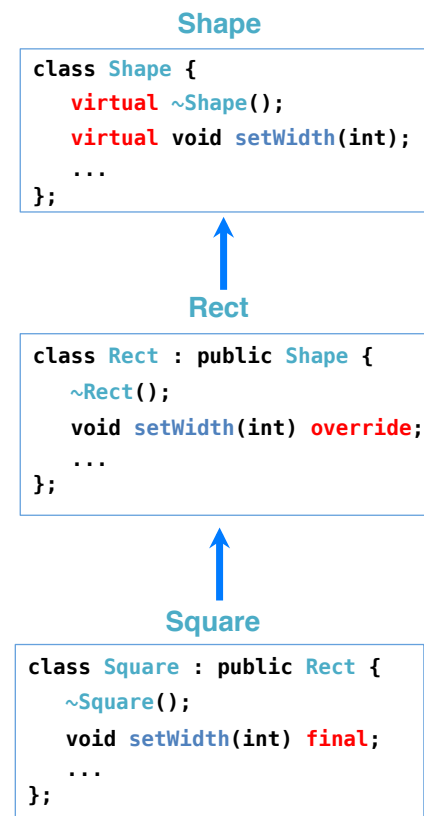 Shape
class Shape {
virtual ~Shape();
virtual void setWidth(int);
...
};
Rect
class Rect : public Shape {
~Rect();
void setWidth(int) override;
...
};
Square
class Square : public Rect {
~Square();
void setWidth(int) final;
...
};